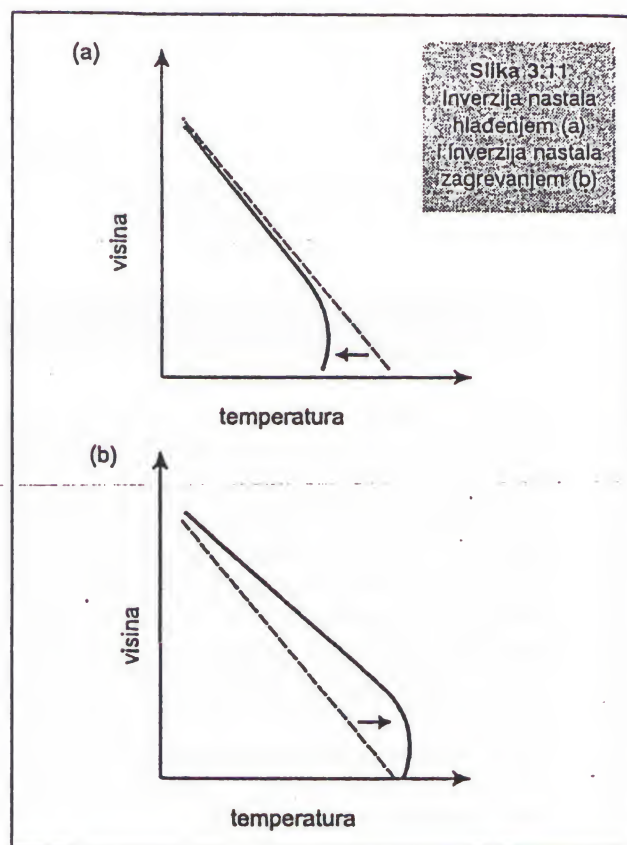 (a)
Slika 3.11
Inverzija nastala
hlađenjem (a)
i inverzija nastala
zagrevanjem (b)
visina
temperatura
(b)
visina
temperatura